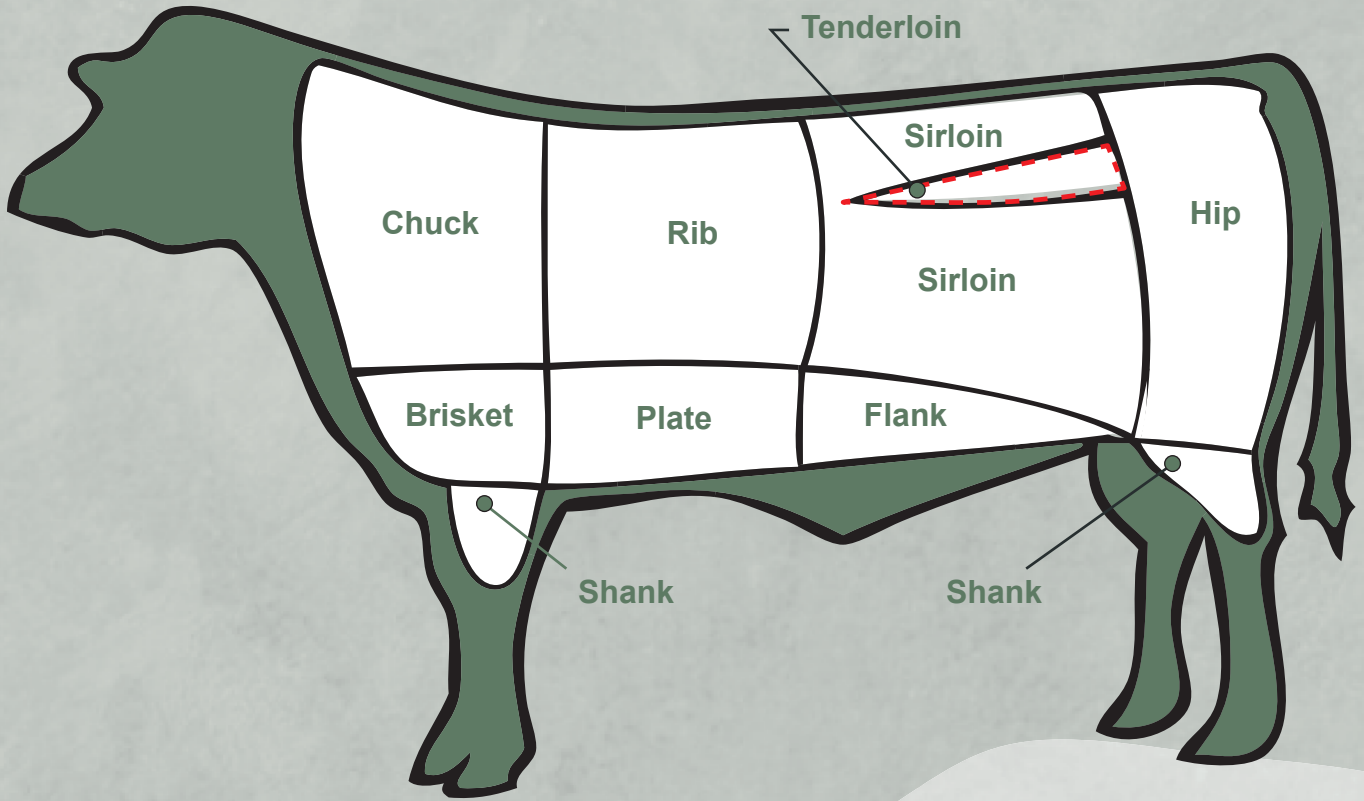 Tenderloin
Sirloin
Chuck
Rib
Hip
Sirloin
Brisket
Plate
Flank
Shank
Shank